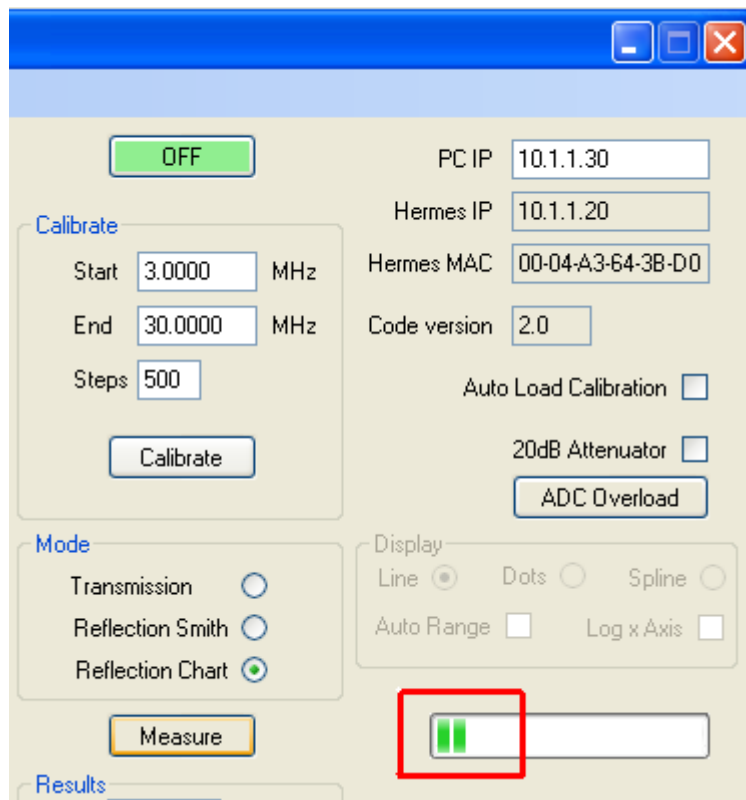 OFF
PC IP 10.1.1.30
Hermes IP 10.1.1.20
Hermes MAC 00-04-A3-64-3B-D0
Code version 2.0
Auto Load Calibration
20dB Attenuator
ADC Overload
Calibrate
Start 3.0000 MHz
End 30.0000 MHz
Steps 500
Calibrate
Mode
Transmission
Reflection Smith
Reflection Chart
Display
Line Dots Spline
Auto Range Log x Axis
Measure
Results